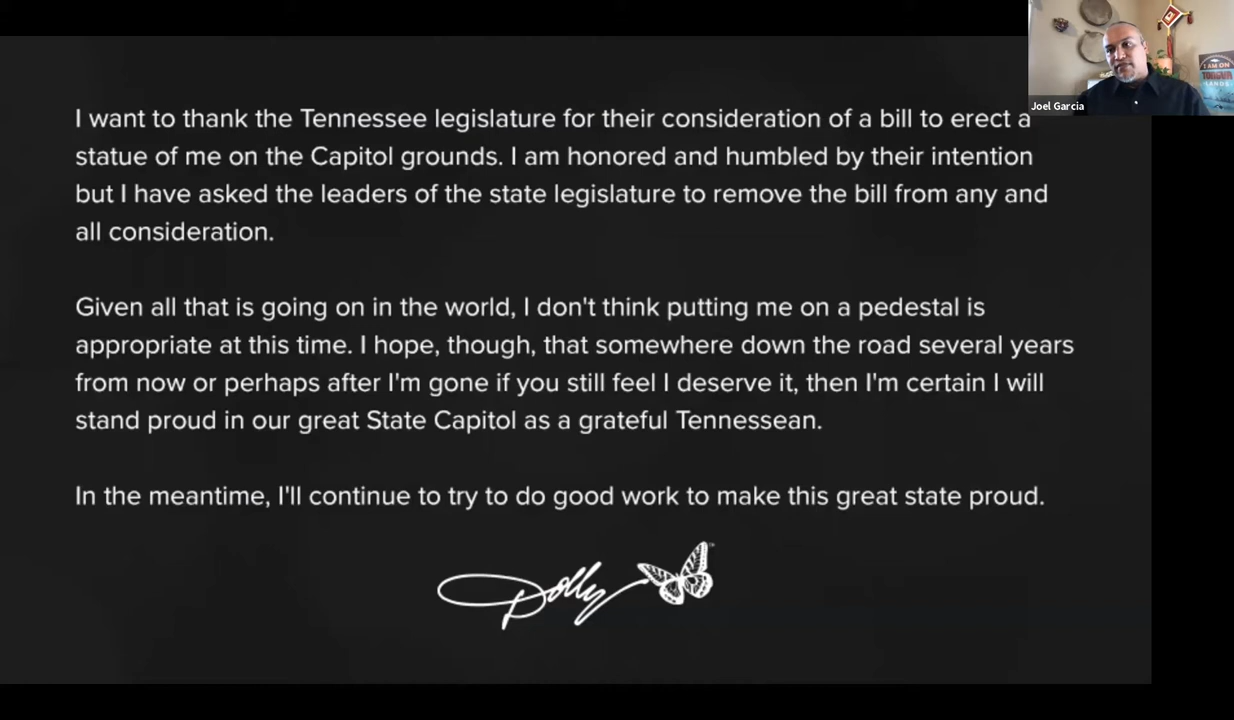 I want to thank the Tennessee legislature for their consideration of a bill to erect a
statue of me on the Capitol grounds. I am honored and humbled by their intention
but I have asked the leaders of the state legislature to remove the bill from any and
all consideration.
Given all that is going on in the world, I don't think putting me on a pedestal is
appropriate at this time. I hope, though, that somewhere down the road several years
from now or perhaps after I'm gone if you still feel I deserve it, then I'm certain I will
stand proud in our great State Capitol as a grateful Tennessean.
In the meantime, I'll continue to try to do good work to make this great state proud.
Dolly
Joel Garcia
I AM ON
TONGVA
LANDS